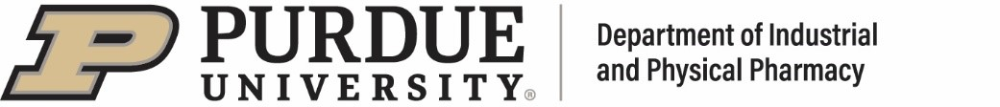 P
PURDUE
UNIVERSITY®
Department of Industrial
and Physical Pharmacy